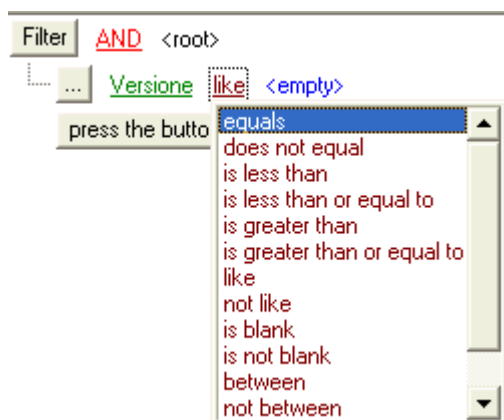 Filter AND <root>
... Versione like <empty>
press the butto
equals
does not equal
is less than
is less than or equal to
is greater than
is greater than or equal to
like
not like
is blank
is not blank
between
not between